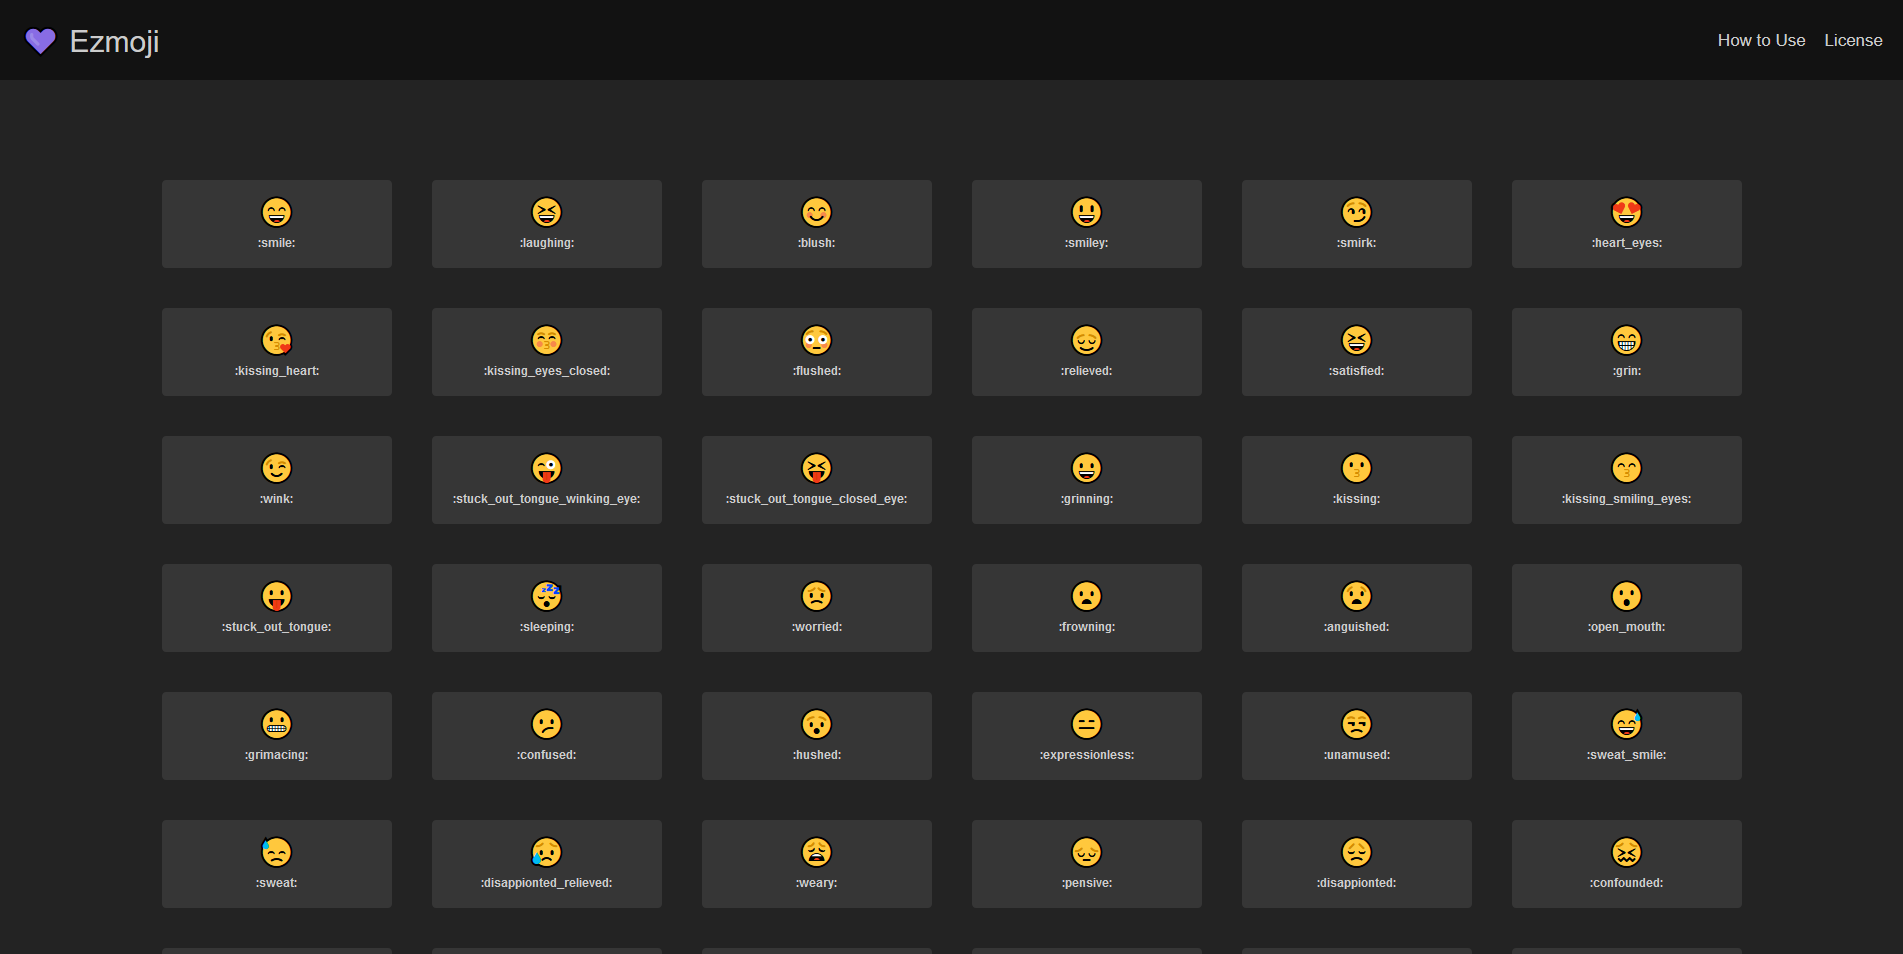 Ezmoji
How to Use License
:smile: :laughing: :blush: :smiley: :smirk: :heart_eyes:
:kissing_heart: :kissing_eyes_closed: :flushed: :relieved: :satisfied: :grin:
:wink: :stuck_out_tongue_winking_eye: :stuck_out_tongue_closed_eye: :grinning: :kissing: :kissing_smiling_eyes:
:stuck_out_tongue: :sleeping: :worried: :frowning: :anguished: :open_mouth:
:grimacing: :confused: :hushed: :expressionless: :unamused: :sweat_smile:
:sweat: :disappionted_relieved: :weary: :pensive: :disappionted: :confounded: